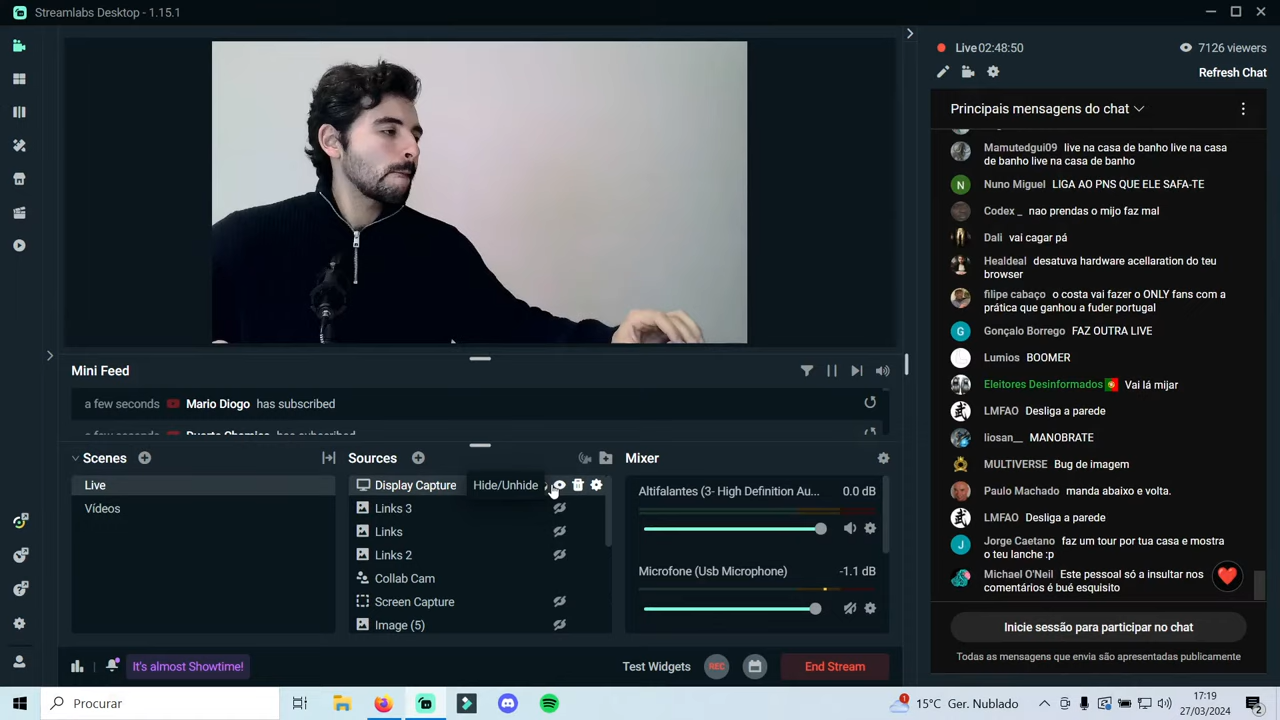 Streamlabs Desktop - 1.15.1
Live 02:48:50
7126 viewers
Refresh Chat
Principais mensagens do chat
Mamutedgui09 live na casa de banho live na casa
de banho live na casa de banho
Nuno Miguel LIGA AO PNS QUE ELE SAFA-TE
Codex _ nao prendas o mijo faz mal
Dali vai cagar pá
Healdeal desatuva hardware acellaration do teu
browser
filipe cabaço o costa vai fazer o ONLY fans com a
prática que ganhou a fuder portugal
Gonçalo Borrego FAZ OUTRA LIVE
Lumios BOOMER
Eleitores Desinformados Vai lá mijar
LMFAO Desliga a parede
liosan__ MANOBRATE
MULTIVERSE Bug de imagem
Paulo Machado manda abaixo e volta.
LMFAO Desliga a parede
Jorge Caetano faz um tour por tua casa e mostra
o teu lanche :p
Michael O'Neil Este pessoal só a insultar nos
comentários é bué esquisito
Inicie sessão para participar no chat
Todas as mensagens que envia são apresentadas publicamente
Mini Feed
a few seconds Mario Diogo has subscribed
a few seconds has subscribed
Scenes
Live
Vídeos
Sources
Display Capture
Hide/Unhide
Links 3
Links
Links 2
Collab Cam
Screen Capture
Image (5)
Mixer
Altifalantes (3- High Definition Au... 0.0 dB
Microfone (Usb Microphone) -1.1 dB
It's almost Showtime!
Test Widgets
REC
End Stream
Procurar
1
15°C Ger. Nublado
17:19
27/03/2024
2